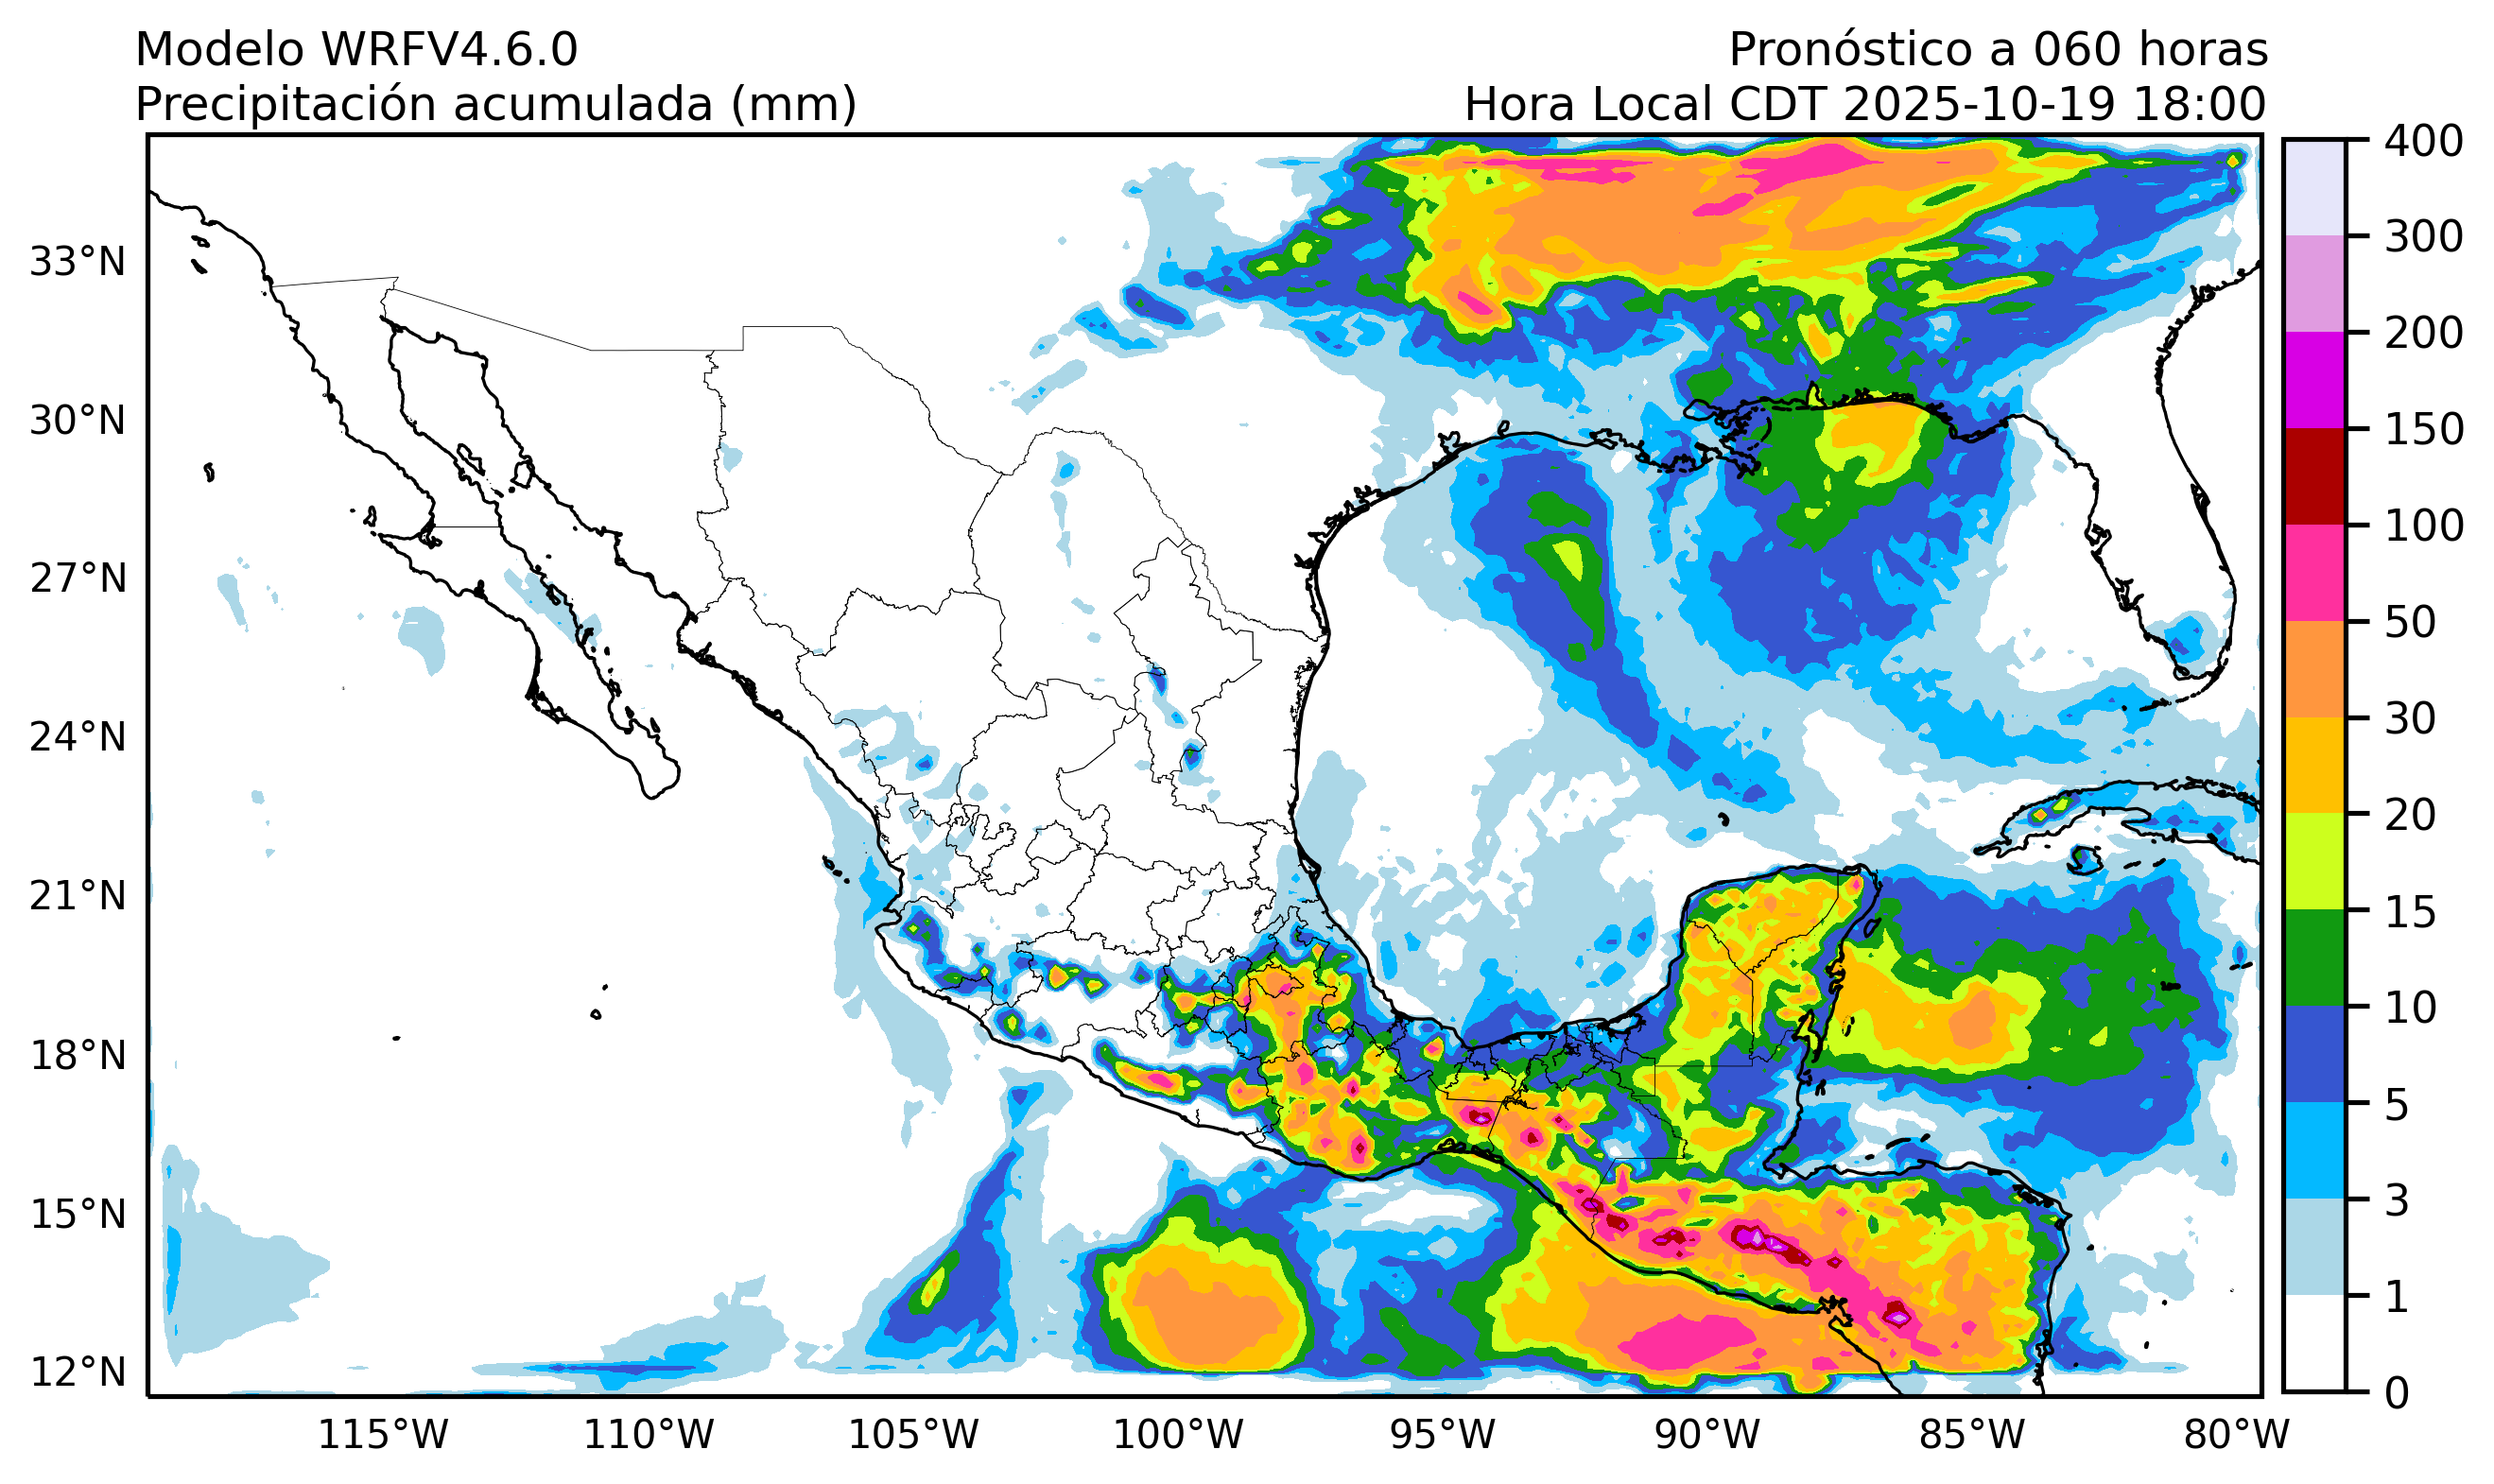 Modelo WRFV4.6.0
Pronóstico a 060 horas
Precipitación acumulada (mm)
Hora Local CDT 2025-10-19 18:00
33°N
30°N
27°N
24°N
21°N
18°N
15°N
12°N
115°W
110°W
105°W
100°W
95°W
90°W
85°W
80°W
400
300
200
150
100
50
30
20
15
10
5
3
1
0